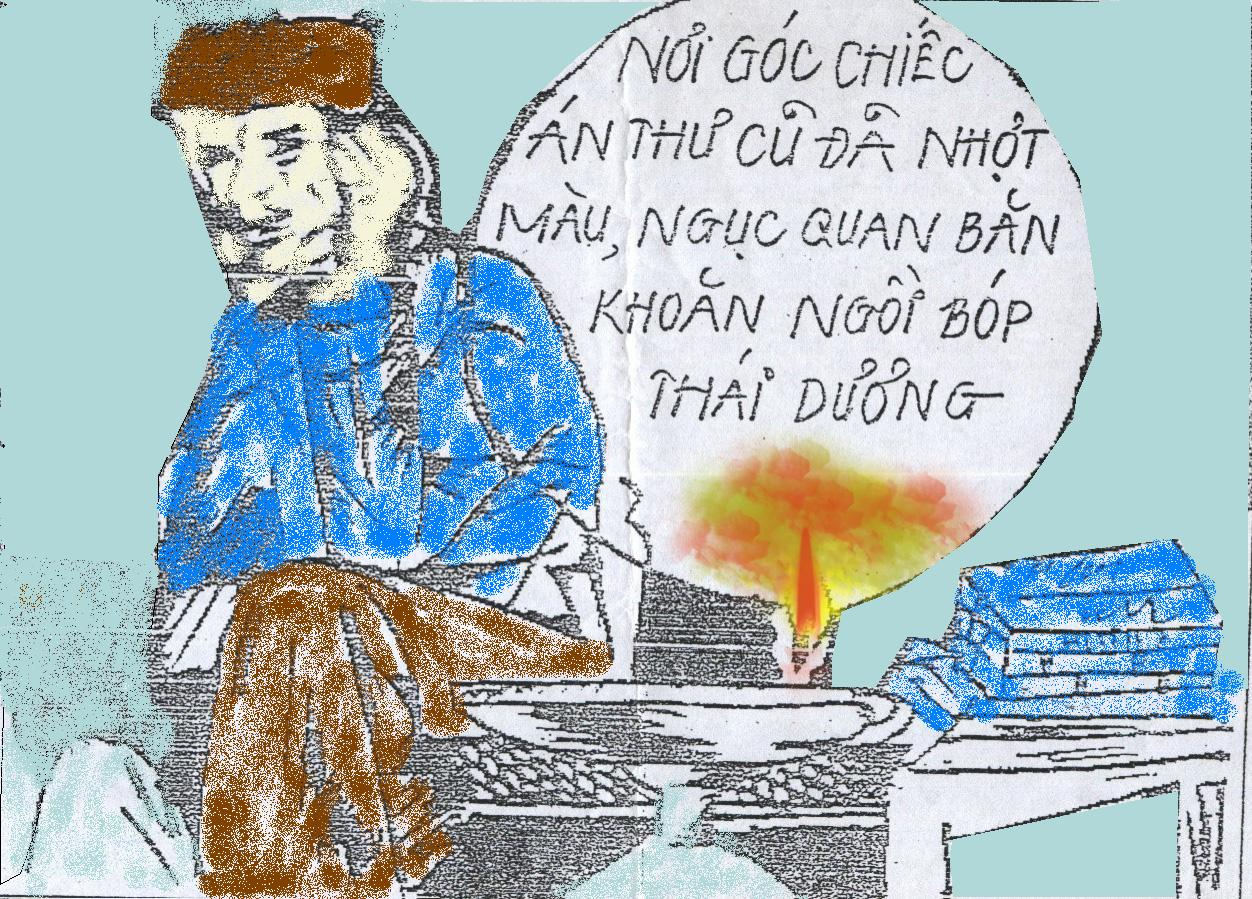 NƠI GÓC CHIẾC
ÁN THƯ CŨ ĐÃ NHỢT
MÀU, NGỤC QUAN BĂN
KHOĂN NGỒI BÓP
THÁI DƯƠNG